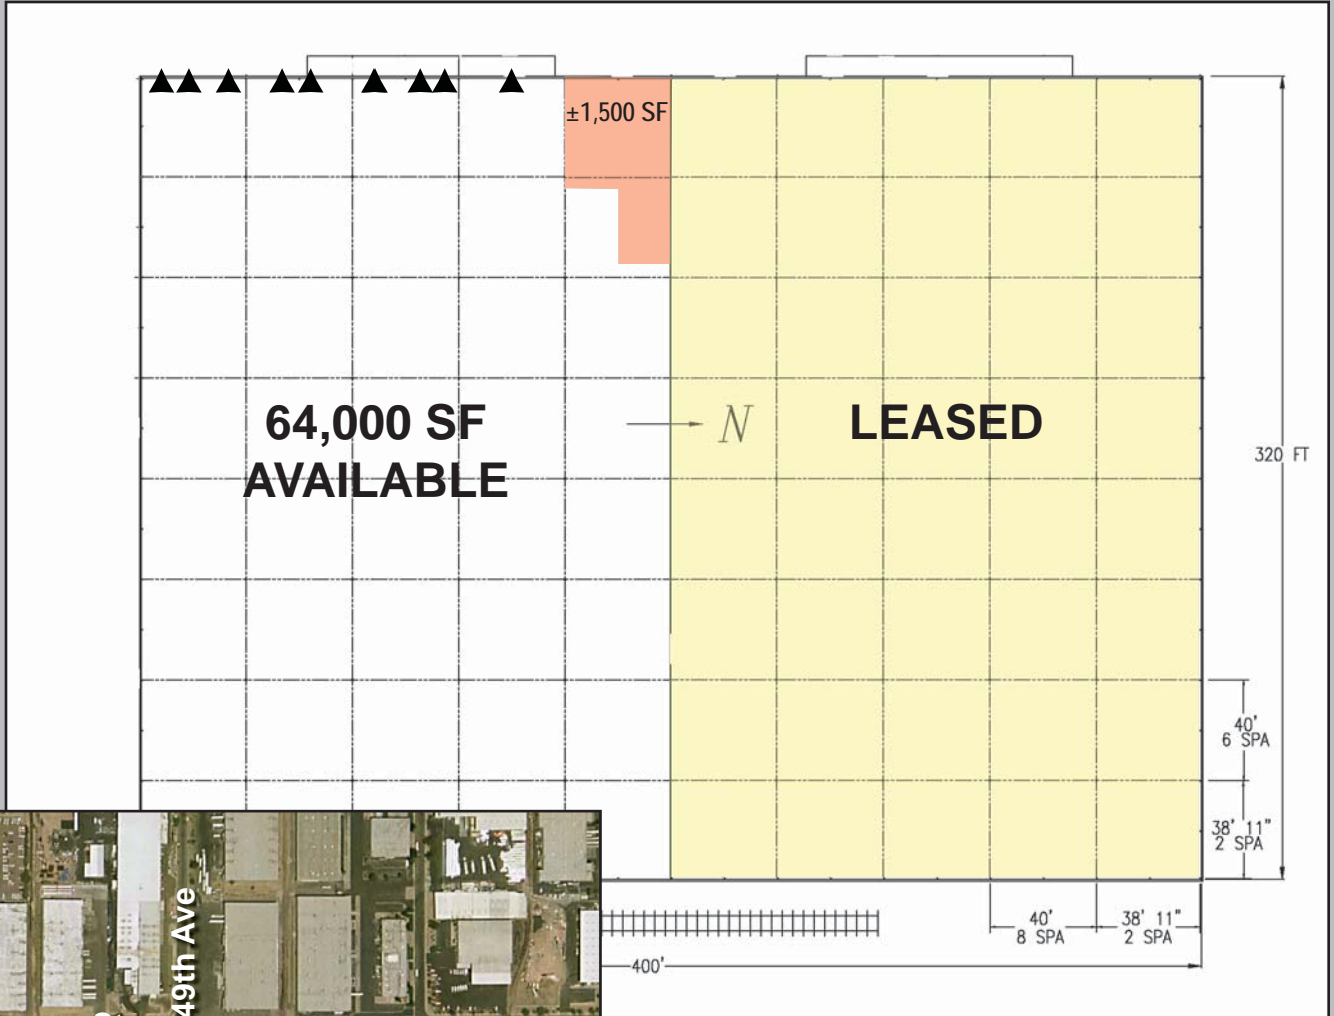 ±1,500 SF
64,000 SF
AVAILABLE
N
LEASED
320 FT
40'
6 SPA
38' 11"
2 SPA
40'
8 SPA
38' 11"
2 SPA
400'
49th Ave